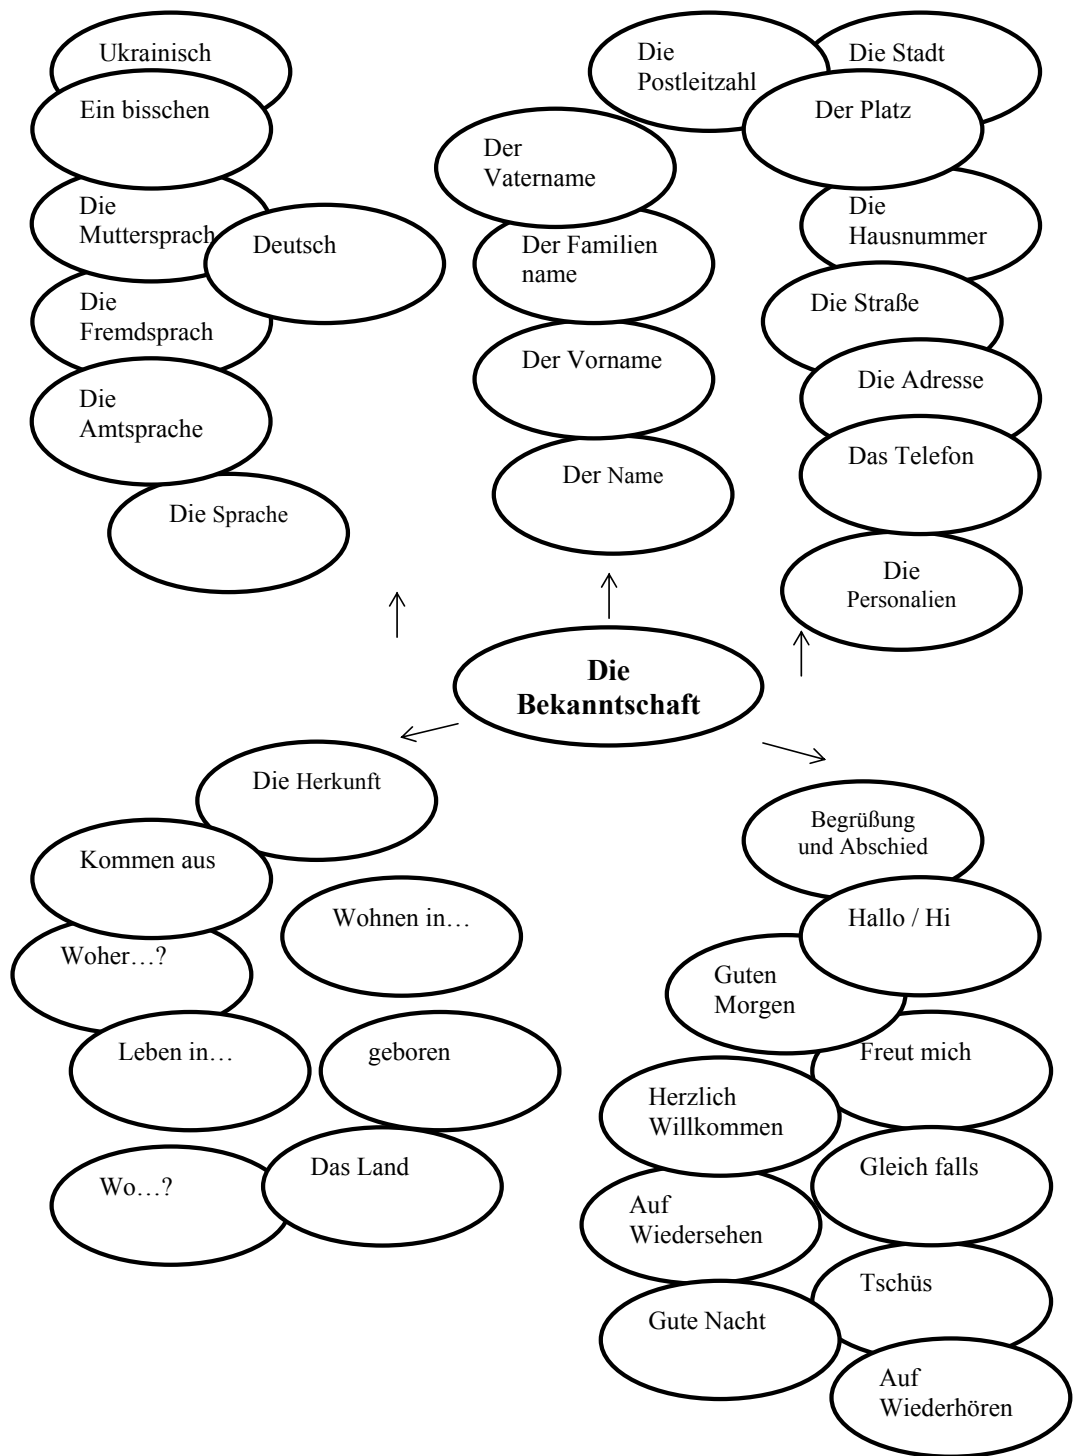 Ukrainisch
Ein bisschen
Die
Muttersprach
Deutsch
Die
Fremdsprach
Die
Amtsprache
Die Sprache
Der
Vatername
Der Familien
name
Der Vorname
Der Name
Die
Postleitzahl
Die Stadt
Der Platz
Die
Hausnummer
Die Straße
Die Adresse
Das Telefon
Die
Personalien
Die
Bekanntschaft
Die Herkunft
Kommen aus
Wohnen in…
Woher…?
Leben in…
geboren
Das Land
Wo…?
Begrüßung
und Abschied
Hallo / Hi
Guten
Morgen
Freut mich
Herzlich
Willkommen
Gleich falls
Auf
Wiedersehen
Tschüs
Gute Nacht
Auf
Wiederhören